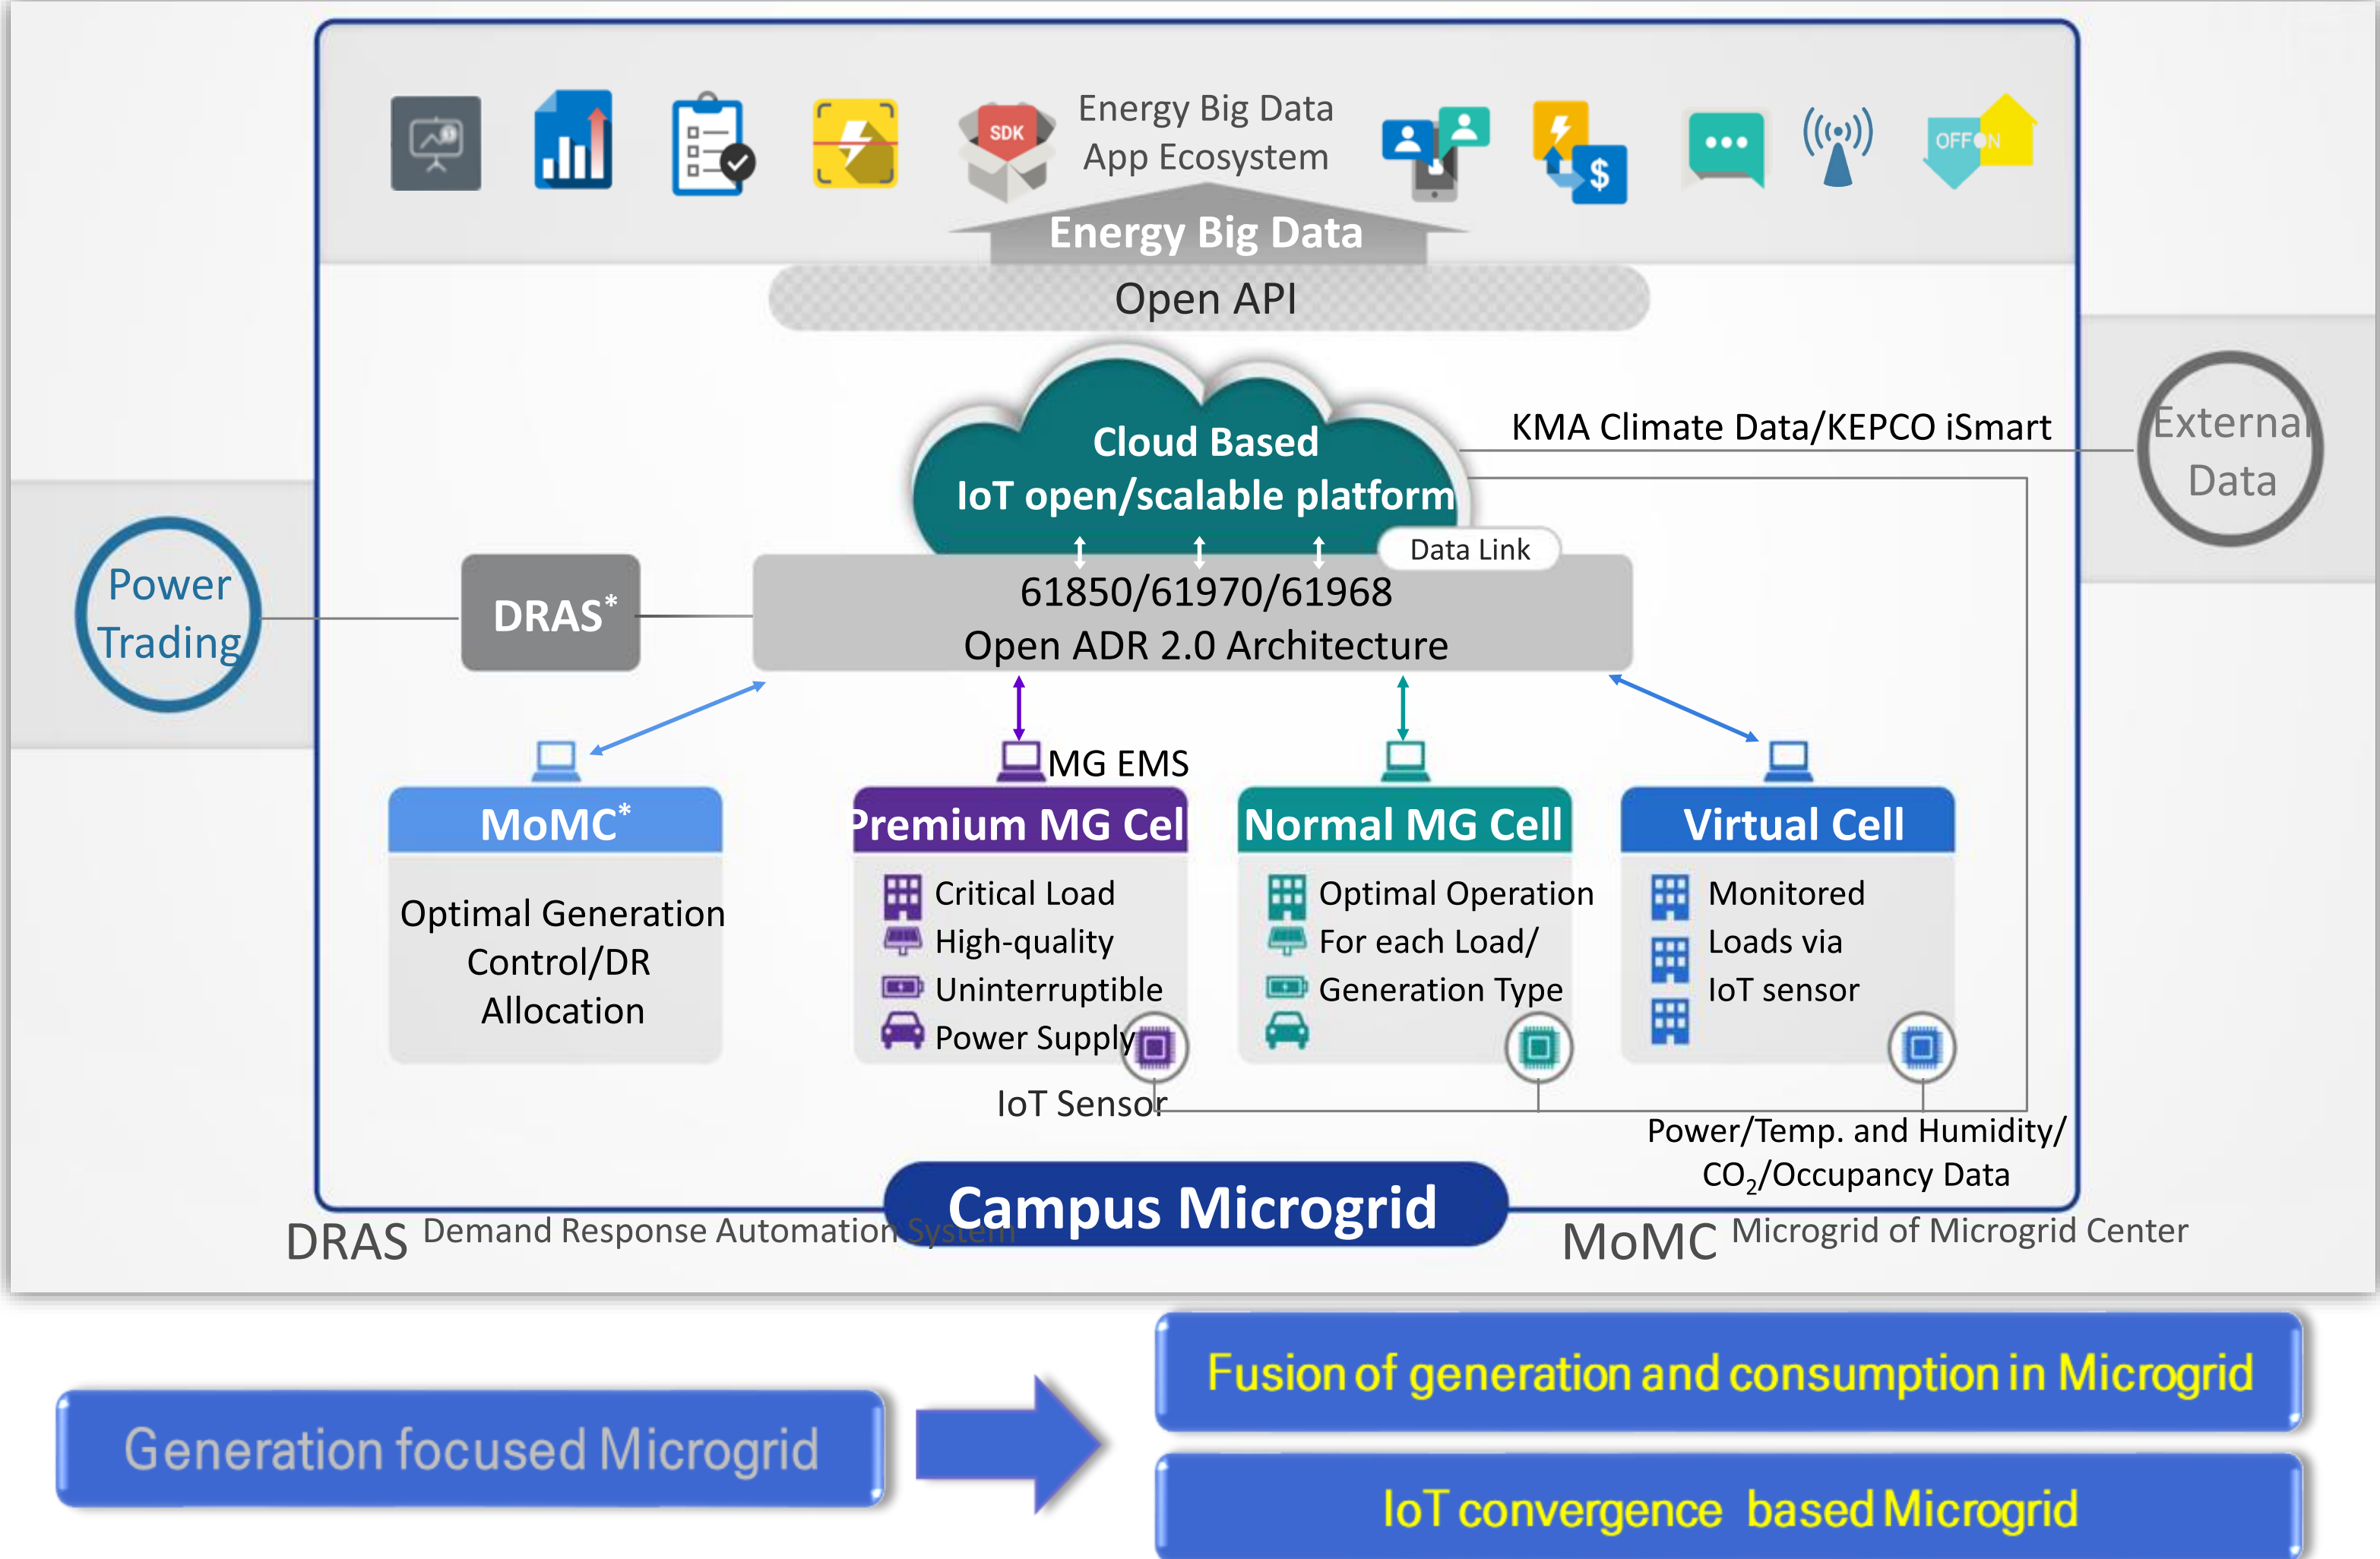 SDK
Energy Big Data
App Ecosystem
$
OFF ON
Energy Big Data
Open API
Cloud Based
IoT open/scalable platform
KMA Climate Data/KEPCO iSmart
External
Data
Data Link
Power
Trading
DRAS*
61850/61970/61968
Open ADR 2.0 Architecture
MG EMS
MoMC*
Optimal Generation
Control/DR
Allocation
Premium MG Cell
Critical Load
High-quality
Uninterruptible
Power Supply
Normal MG Cell
Optimal Operation
For each Load/
Generation Type
Virtual Cell
Monitored
Loads via
IoT sensor
IoT Sensor
Power/Temp. and Humidity/
CO₂/Occupancy Data
Campus Microgrid
DRAS Demand Response Automation System
MoMC Microgrid of Microgrid Center
Generation focused Microgrid
Fusion of generation and consumption in Microgrid
IoT convergence based Microgrid